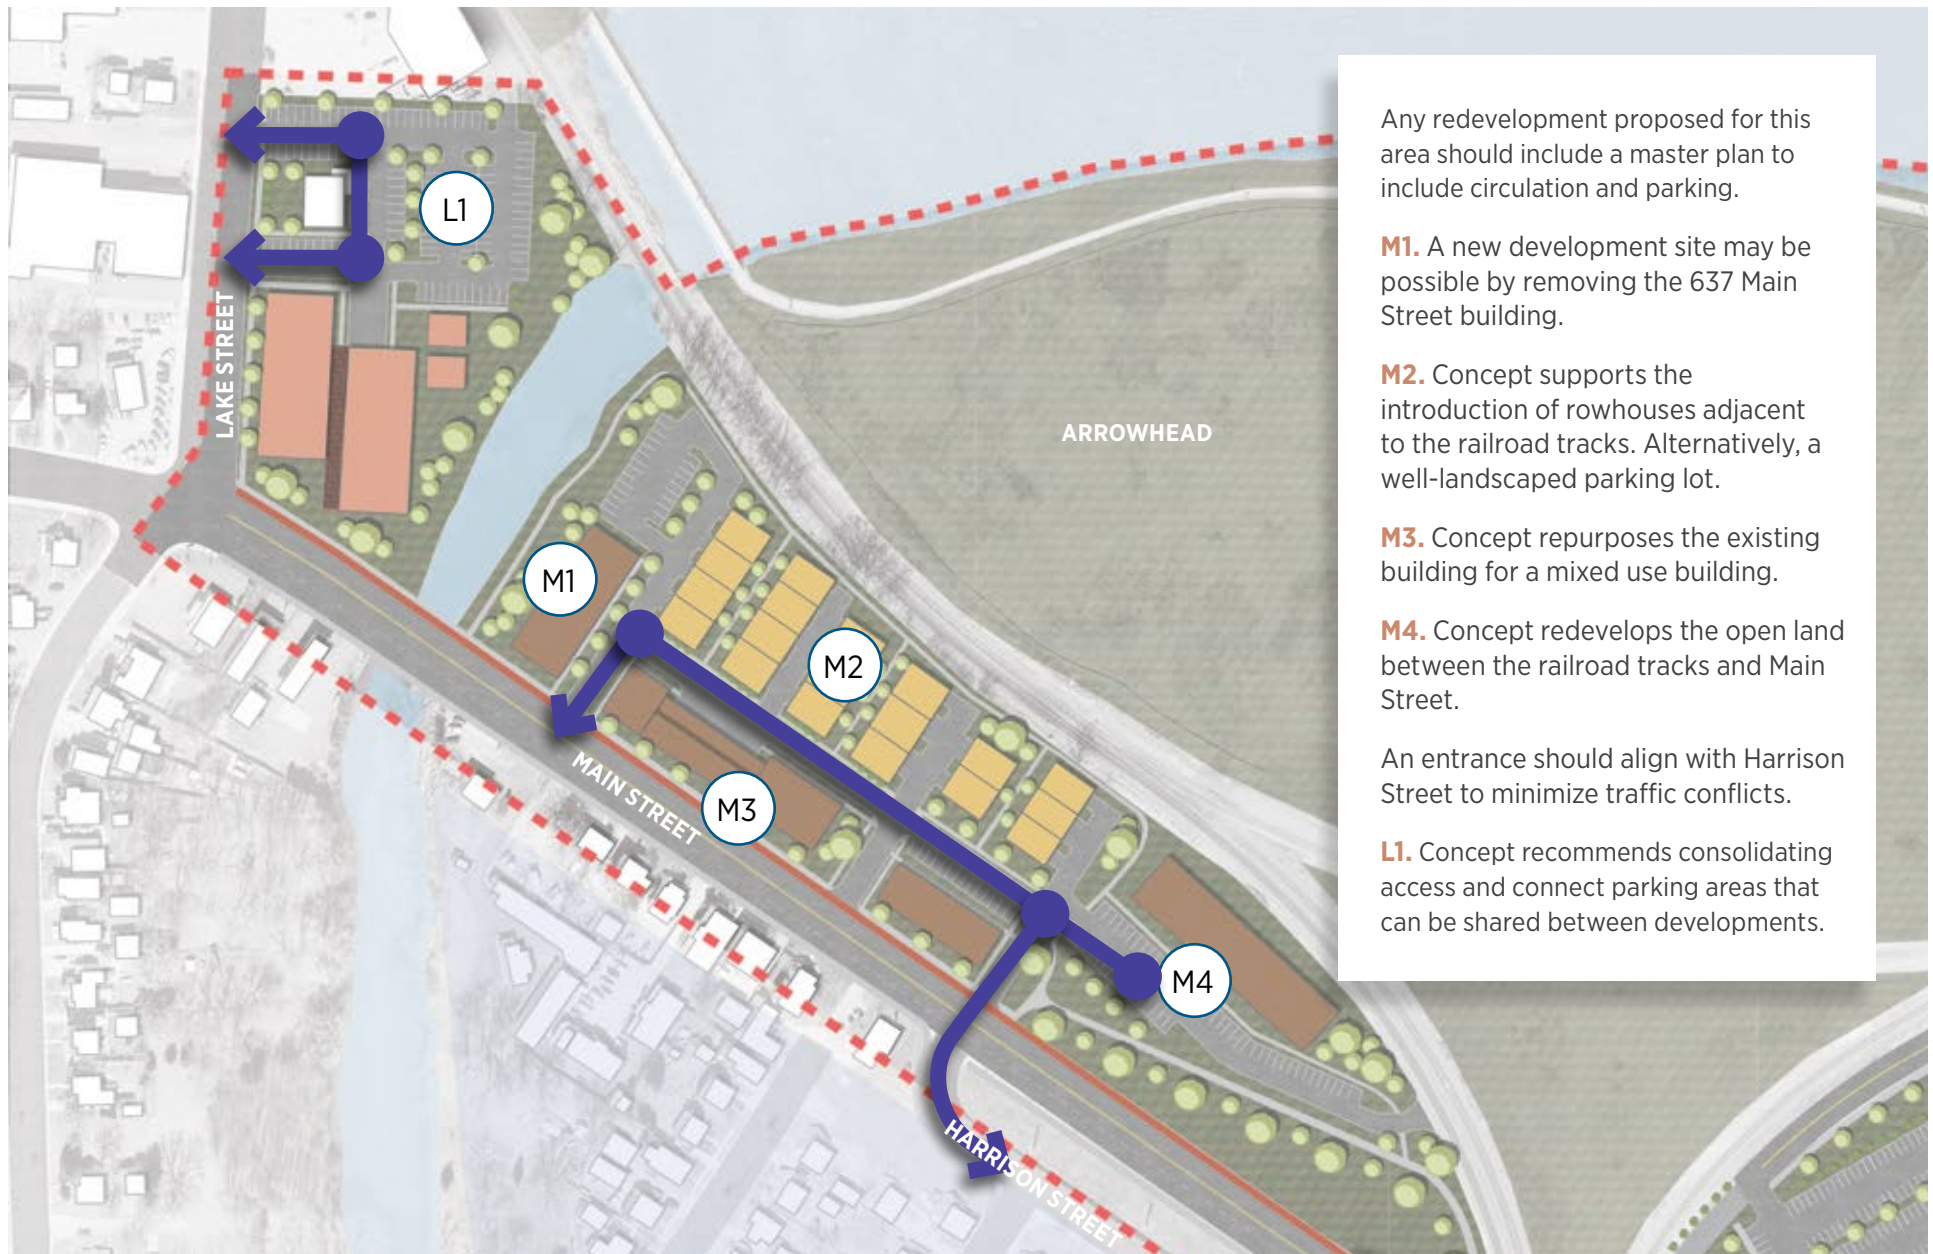 L1
LAKE STREET
ARROWHEAD
M1
M2
MAIN STREET
M3
M4
HARRISON STREET
Any redevelopment proposed for this
area should include a master plan to
include circulation and parking.
M1. A new development site may be
possible by removing the 637 Main
Street building.
M2. Concept supports the
introduction of rowhouses adjacent
to the railroad tracks. Alternatively, a
well-landscaped parking lot.
M3. Concept repurposes the existing
building for a mixed use building.
M4. Concept redevelops the open land
between the railroad tracks and Main
Street.
An entrance should align with Harrison
Street to minimize traffic conflicts.
L1. Concept recommends consolidating
access and connect parking areas that
can be shared between developments.